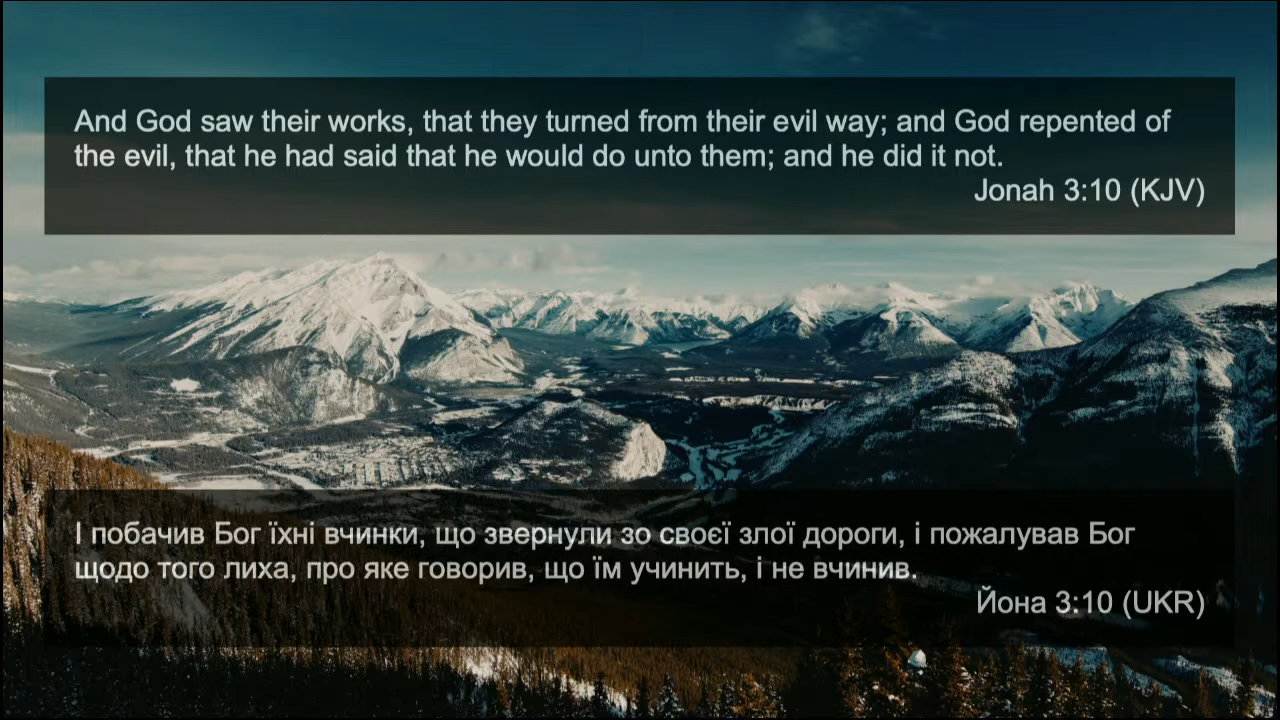 And God saw their works, that they turned from their evil way; and God repented of
the evil, that he had said that he would do unto them; and he did it not.
Jonah 3:10 (KJV)
І побачив Бог їхні вчинки, що звернули зо своєї злої дороги, і пожалував Бог
щодо того лиха, про яке говорив, що їм учинить, і не вчинив.
Йона 3:10 (UKR)